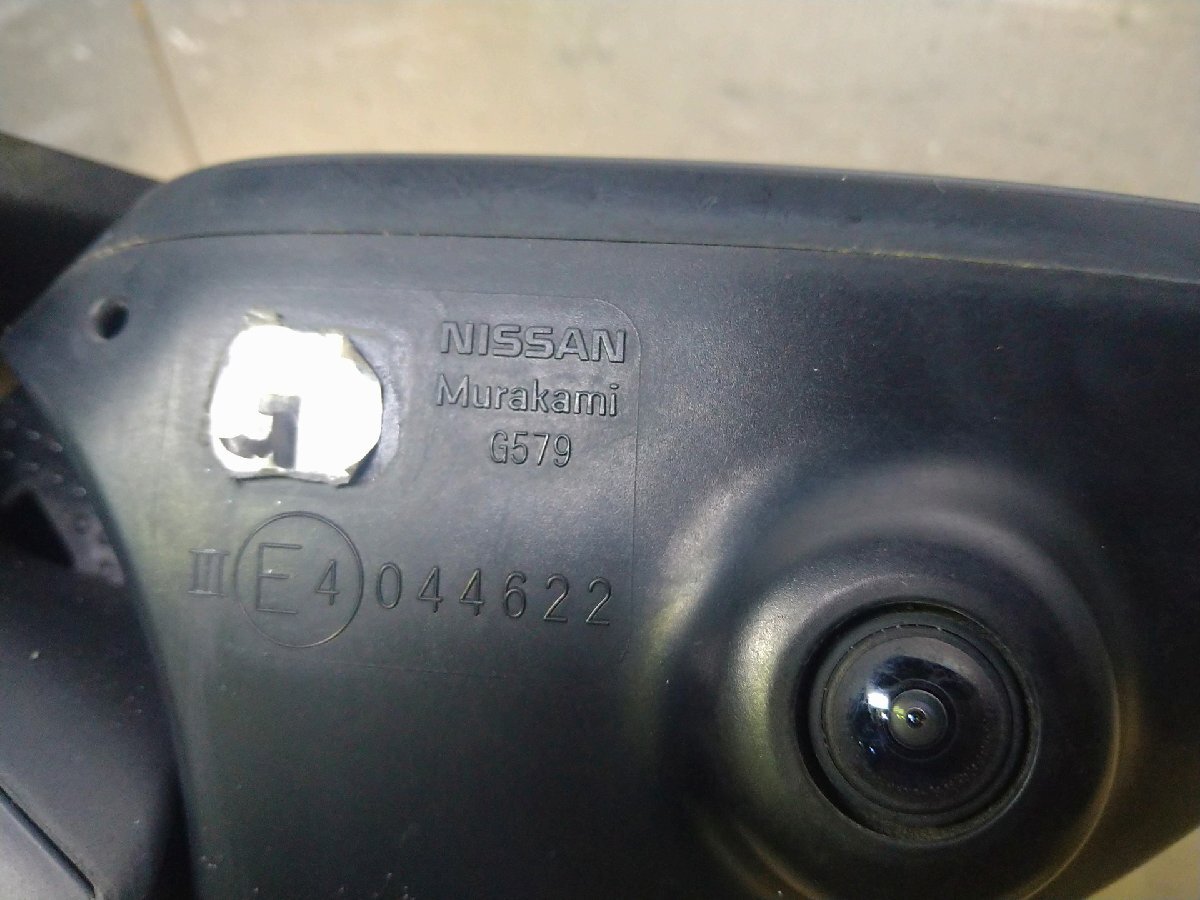 NISSAN
Murakami
G579
III E4 044622